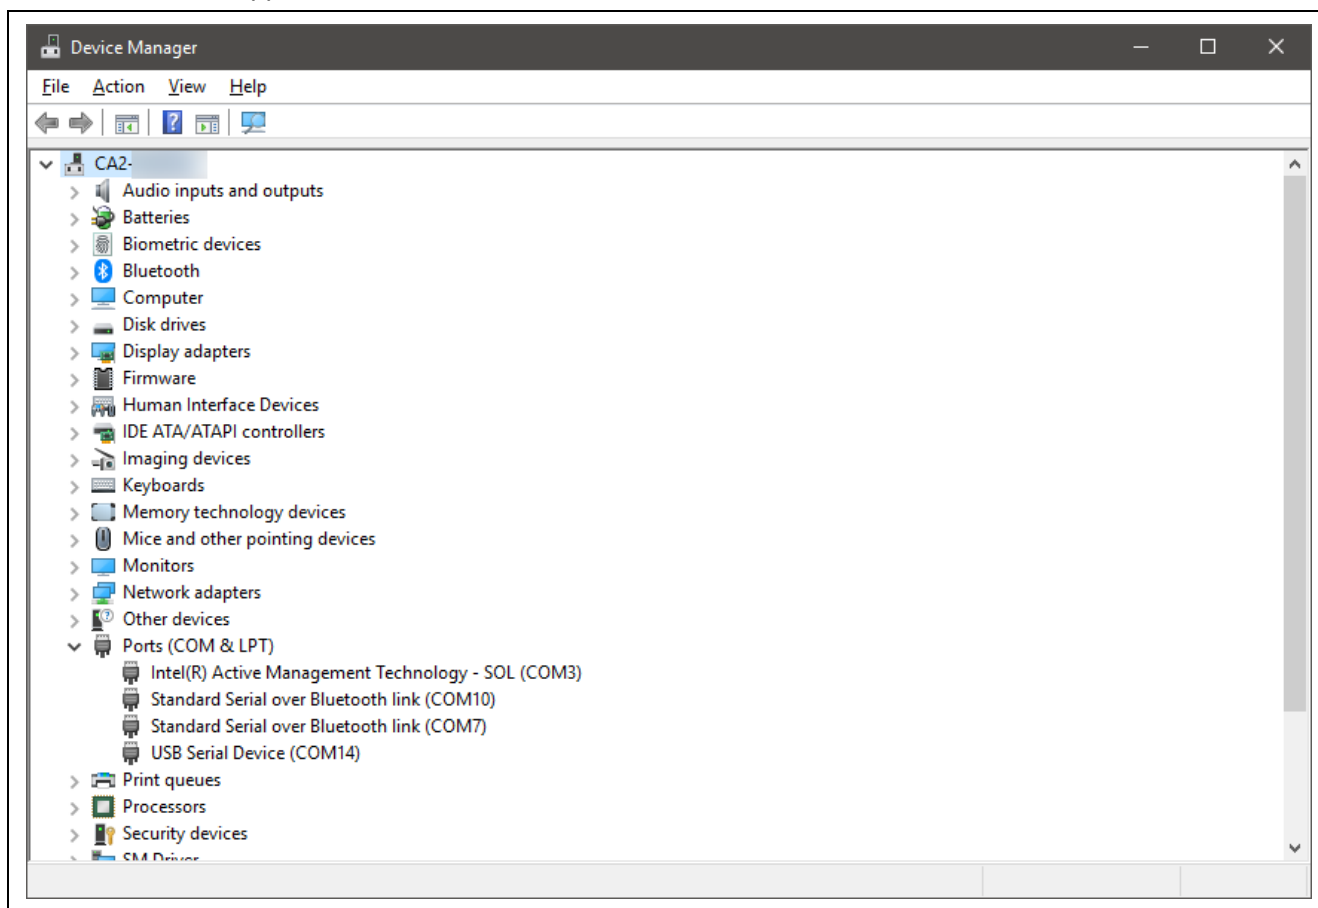 Device Manager
File Action View Help
CA2-
Audio inputs and outputs
Batteries
Biometric devices
Bluetooth
Computer
Disk drives
Display adapters
Firmware
Human Interface Devices
IDE ATA/ATAPI controllers
Imaging devices
Keyboards
Memory technology devices
Mice and other pointing devices
Monitors
Network adapters
Other devices
Ports (COM & LPT)
Intel(R) Active Management Technology - SOL (COM3)
Standard Serial over Bluetooth link (COM10)
Standard Serial over Bluetooth link (COM7)
USB Serial Device (COM14)
Print queues
Processors
Security devices
SM Driver